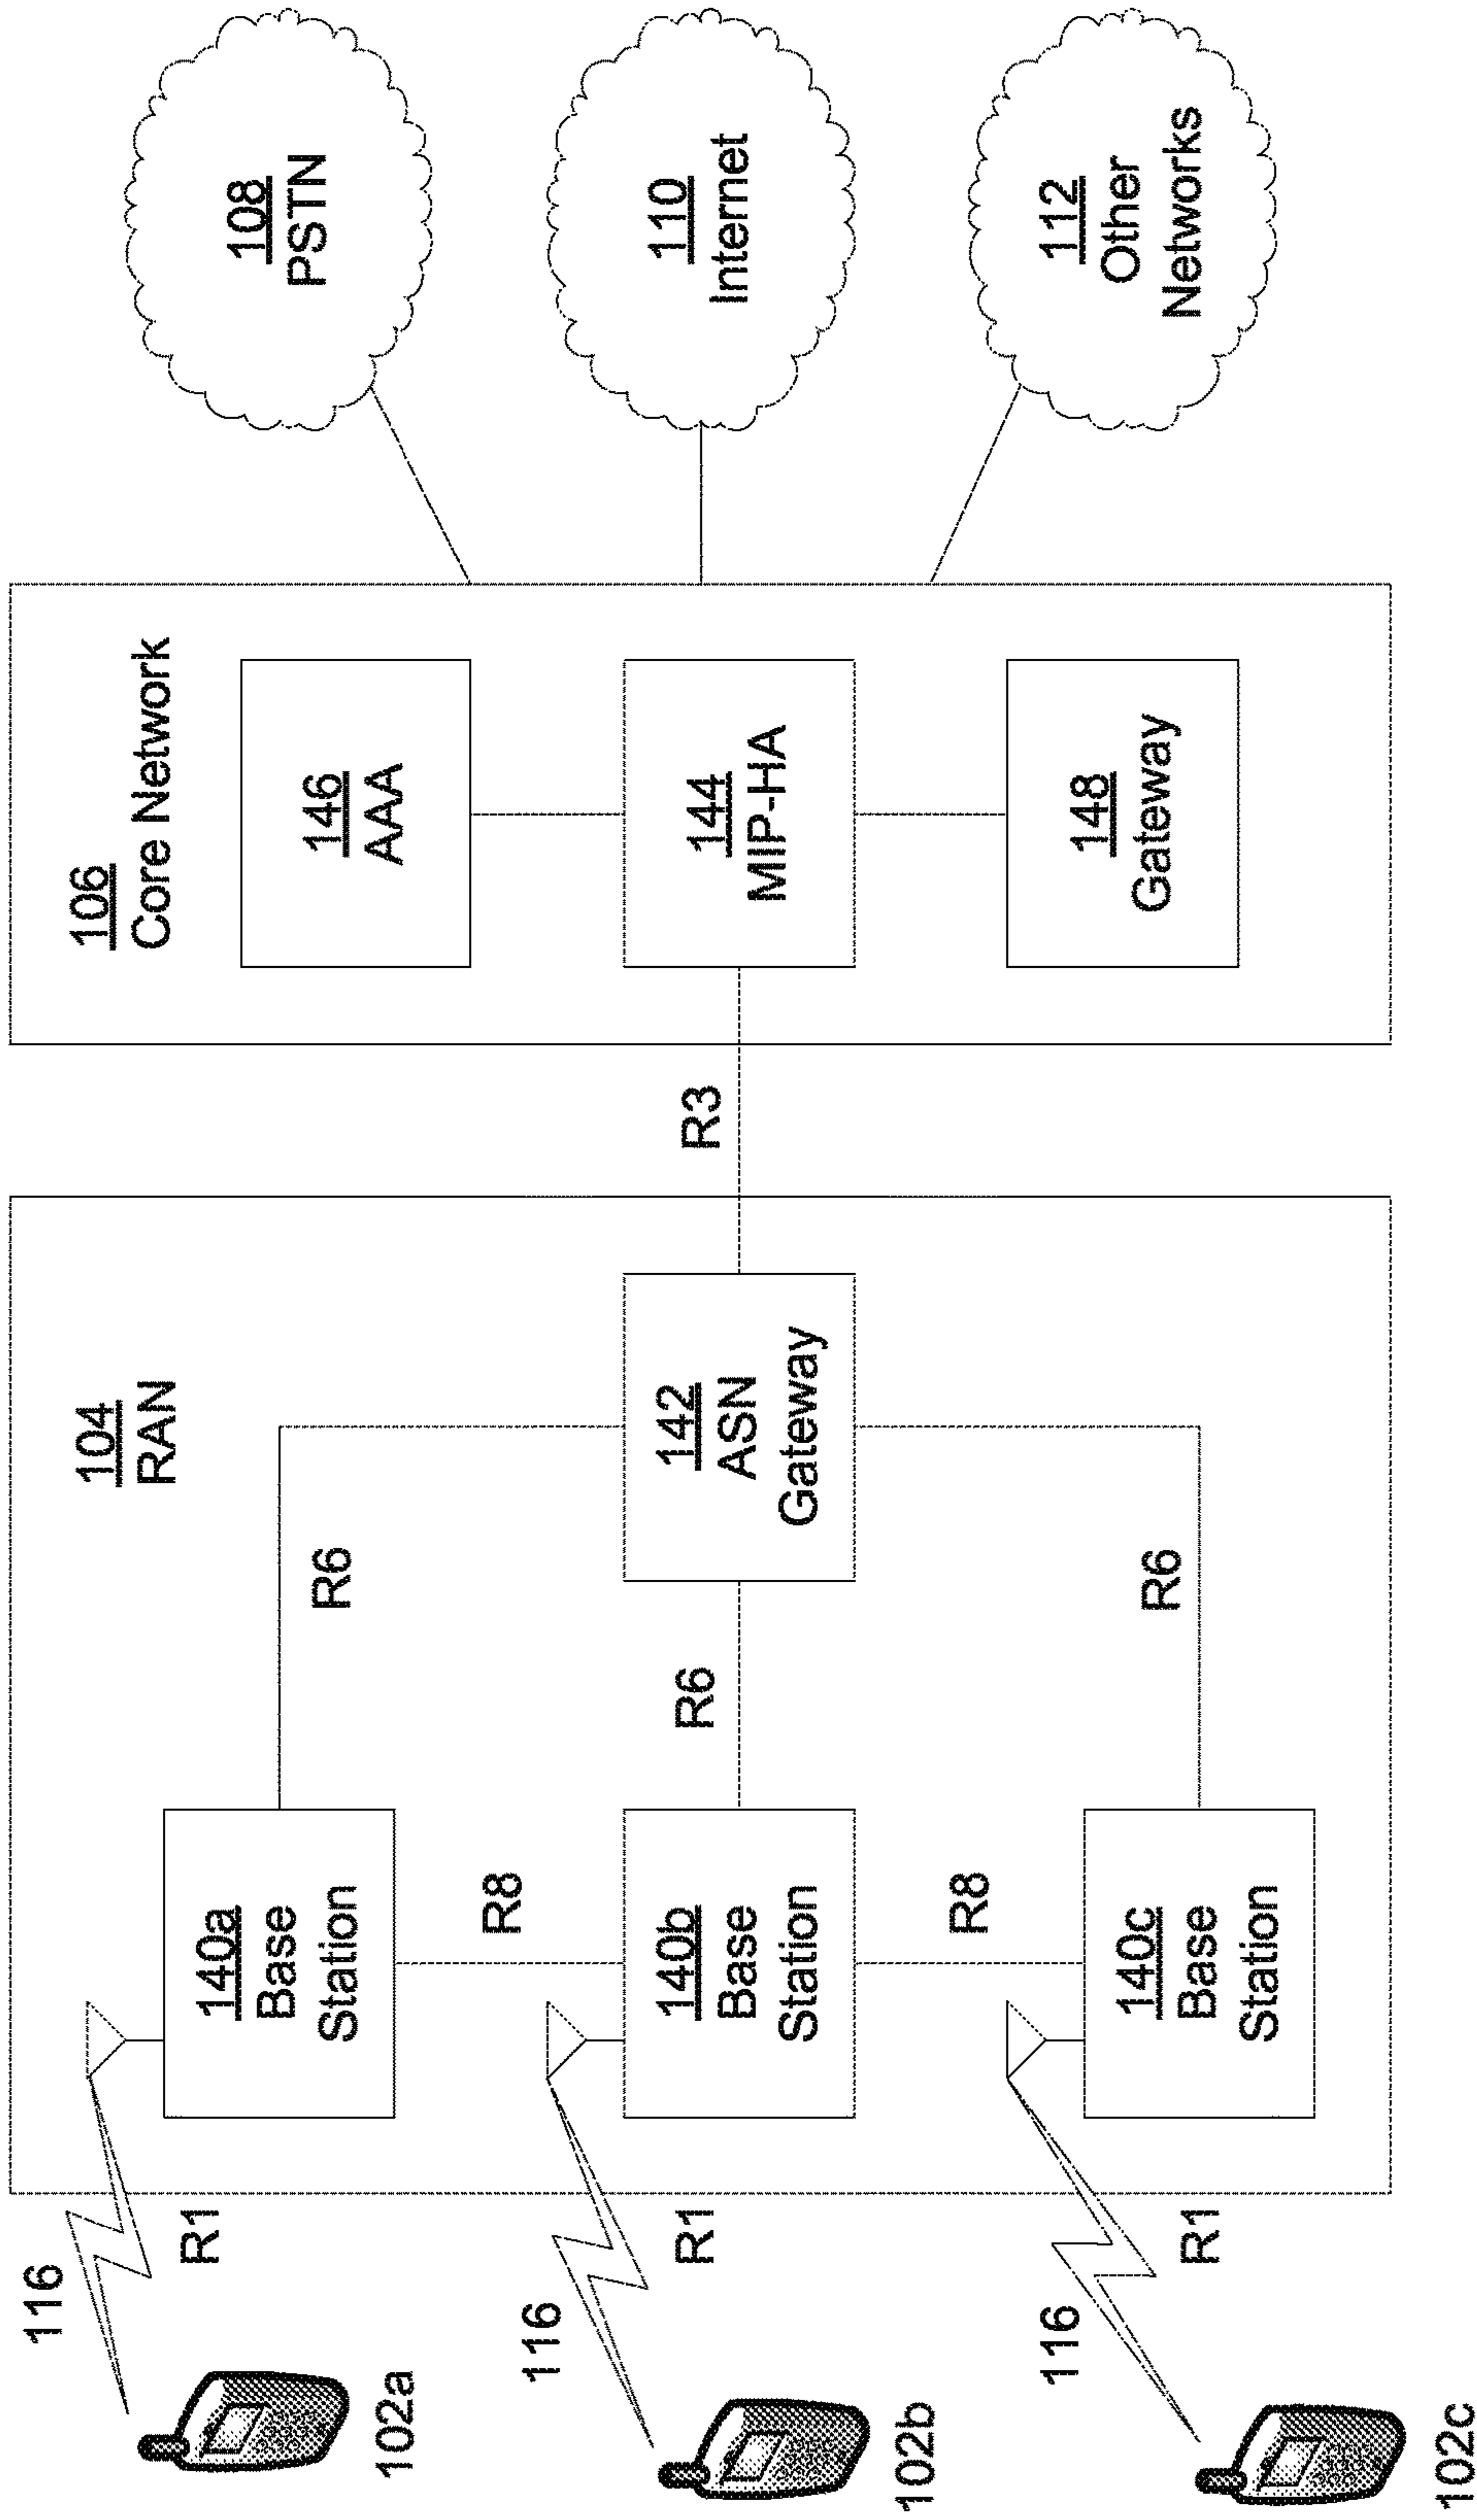 116
R1
102a
116
R1
102b
116
R1
102c
104
RAN
140a
Base
Station
R8
140b
Base
Station
R8
140c
Base
Station
R6
R6
R6
142
ASN
Gateway
R3
106
Core Network
146
AAA
144
MIP-HA
148
Gateway
108
PSTN
110
Internet
112
Other
Networks